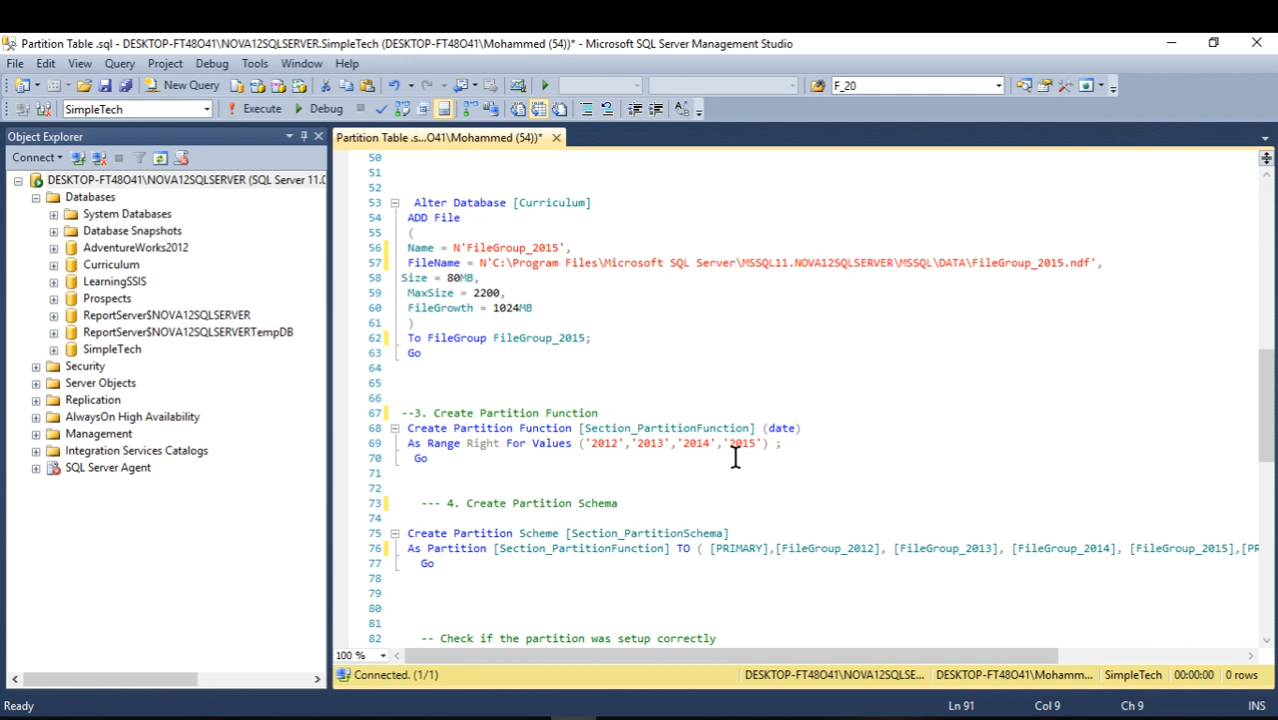 Partition Table .sql - DESKTOP-FT48O41\NOVA12SQLSERVER.SimpleTech (DESKTOP-FT48O41\Mohammed (54))* - Microsoft SQL Server Management Studio
File Edit View Query Project Debug Tools Window Help
New Query F_20
SimpleTech Execute Debug
Object Explorer
Connect
DESKTOP-FT48O41\NOVA12SQLSERVER (SQL Server 11.0
Databases
System Databases
Database Snapshots
AdventureWorks2012
Curriculum
LearningSSIS
Prospects
ReportServer$NOVA12SQLSERVER
ReportServer$NOVA12SQLSERVERTempDB
SimpleTech
Security
Server Objects
Replication
AlwaysOn High Availability
Management
Integration Services Catalogs
SQL Server Agent
Partition Table .s...O41\Mohammed (54))*
50
51
52
53 Alter Database [Curriculum]
54 ADD File
55 (
56 Name = N'FileGroup_2015',
57 FileName = N'C:\Program Files\Microsoft SQL Server\MSSQL11.NOVA12SQLSERVER\MSSQL\DATA\FileGroup_2015.ndf',
58 Size = 80MB,
59 MaxSize = 2200,
60 FileGrowth = 1024MB
61 )
62 To FileGroup FileGroup_2015;
63 Go
64
65
66
67 --3. Create Partition Function
68 Create Partition Function [Section_PartitionFunction] (date)
69 As Range Right For Values ('2012','2013','2014','2015') ;
70 Go
71
72
73 --- 4. Create Partition Schema
74
75 Create Partition Scheme [Section_PartitionSchema]
76 As Partition [Section_PartitionFunction] TO ( [PRIMARY],[FileGroup_2012], [FileGroup_2013], [FileGroup_2014], [FileGroup_2015],[PR
77 Go
78
79
80
81
82 -- Check if the partition was setup correctly
100 %
Connected. (1/1) DESKTOP-FT48O41\NOVA12SQLSE... DESKTOP-FT48O41\Mohamm... SimpleTech 00:00:00 0 rows
Ready Ln 91 Col 9 Ch 9 INS